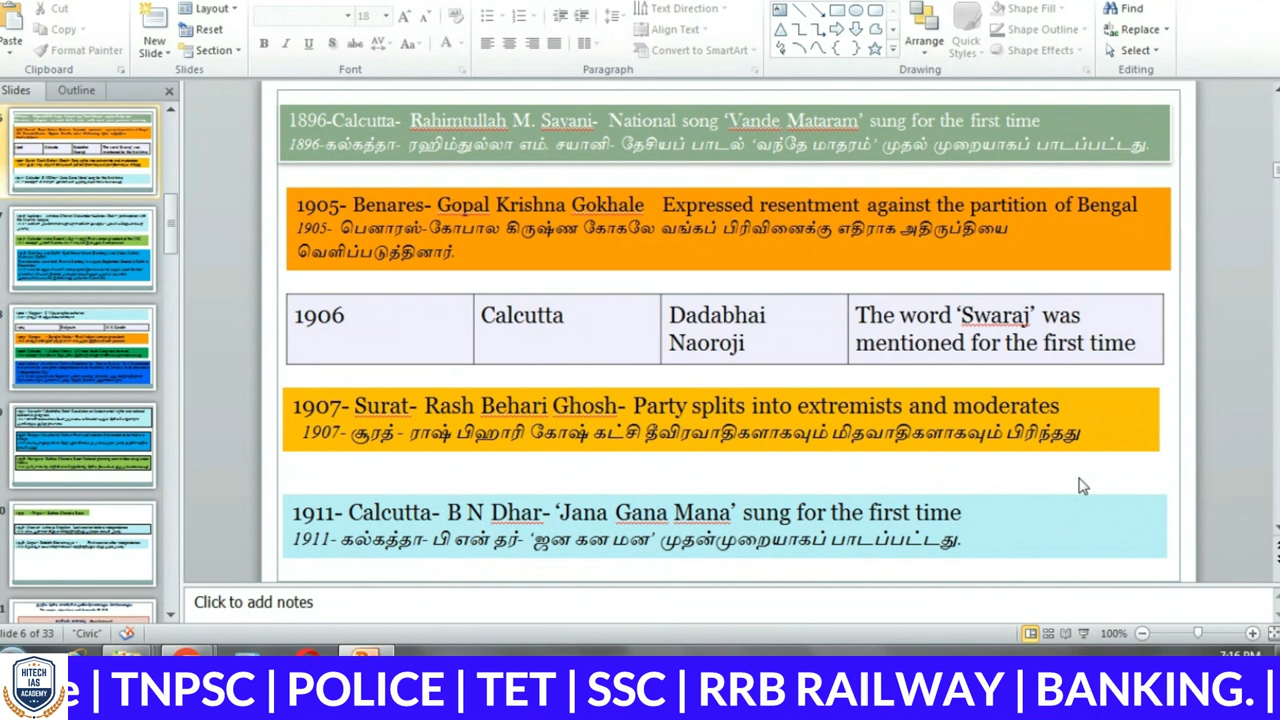 Cut
Copy
Format Painter
Paste
Clipboard
New
Slide
Layout
Reset
Section
Slides
18
Font
Paragraph
Text Direction
Align Text
Convert to SmartArt
Arrange
Quick
Styles
Shape Fill
Shape Outline
Shape Effects
Drawing
Find
Replace
Select
Editing
Slides
Outline
1896-Calcutta- Rahimtullah M. Sayani- National song ‘Vande Mataram’ sung for the first time
1896-கல்கத்தா- ரஹிம்துல்லா எம். சயானி- தேசியப் பாடல் ‘வந்தேமாதரம்’ முதல் முறையாகப் பாடப்பட்டது.
1905- Benares- Gopal Krishna Gokhale Expressed resentment against the partition of Bengal
1905- பெனாரஸ்-கோபால கிருஷ்ண கோகலே வங்கப் பிரிவினைக்கு எதிராக அதிருப்தியை
வெளிப்படுத்தினார்.
1906 Calcutta Dadabhai Naoroji The word ‘Swaraj’ was
mentioned for the first time
1907- Surat- Rash Behari Ghosh- Party splits into extremists and moderates
1907- சூரத் - ராஷ் பிஹாரி கோஷ் கட்சி தீவிரவாதிகளாகவும் மிதவாதிகளாகவும் பிரிந்தது
1911- Calcutta- B N Dhar- ‘Jana Gana Mana’ sung for the first time
1911- கல்கத்தா- பி என் தர்- ‘ஜன கன மன’ முதன்முறையாகப் பாடப்பட்டது.
Click to add notes
lide 6 of 33
"Civic"
100%
7:16 PM
HITECH
IAS
ACADEMY
e | TNPSC | POLICE | TET | SSC | RRB RAILWAY | BANKING. |